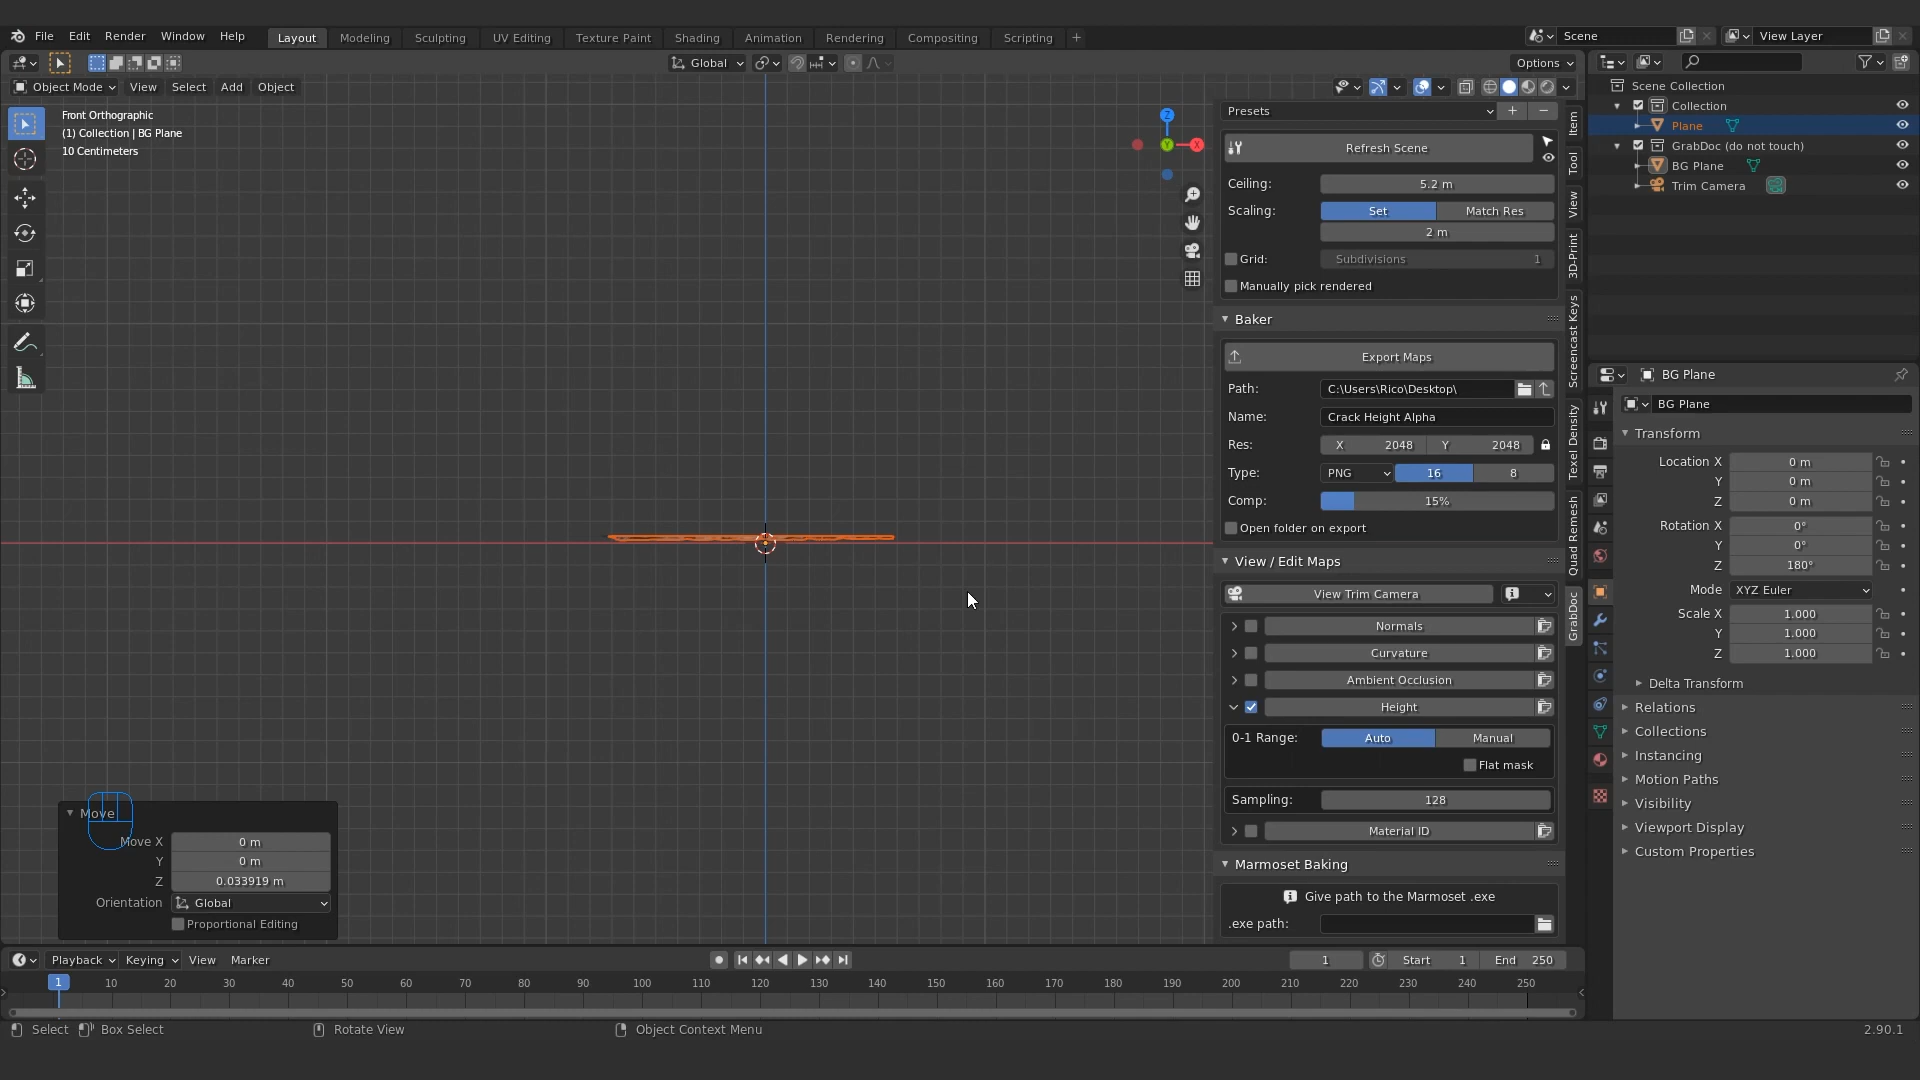 File Edit Render Window Help Layout Modeling Sculpting UV Editing Texture Paint Shading Animation Rendering Compositing Scripting + Scene View Layer
Global Options
Object Mode View Select Add Object
Front Orthographic
(1) Collection | BG Plane
10 Centimeters
Z
Y
X
Presets
Refresh Scene
Ceiling: 5.2 m
Scaling: Set Match Res
2 m
Grid: Subdivisions 1
Manually pick rendered
Baker
Export Maps
Path: C:\Users\Rico\Desktop\
Name: Crack Height Alpha
Res: X 2048 Y 2048
Type: PNG 16 8
Comp: 15%
Open folder on export
View / Edit Maps
View Trim Camera
Normals
Curvature
Ambient Occlusion
Height
0-1 Range: Auto Manual
Flat mask
Sampling: 128
Material ID
Marmoset Baking
Give path to the Marmoset .exe
.exe path:
Item
Tool
View
3D-Print
Screencast Keys
Texel Density
Quad Remesh
GrabDoc
Scene Collection
Collection
Plane
GrabDoc (do not touch)
BG Plane
Trim Camera
BG Plane
BG Plane
Transform
Location X 0 m
Y 0 m
Z 0 m
Rotation X 0°
Y 0°
Z 180°
Mode XYZ Euler
Scale X 1.000
Y 1.000
Z 1.000
Delta Transform
Relations
Collections
Instancing
Motion Paths
Visibility
Viewport Display
Custom Properties
Move
Move X 0 m
Y 0 m
Z 0.033919 m
Orientation Global
Proportional Editing
Playback Keying View Marker 1 Start 1 End 250
1 10 20 30 40 50 60 70 80 90 100 110 120 130 140 150 160 170 180 190 200 210 220 230 240 250
Select Box Select Rotate View Object Context Menu 2.90.1